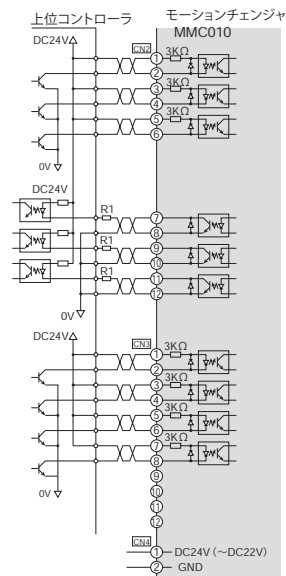 上位コントローラ
モーションチェンジャ
MMC010
DC24V
CN2
① 3KΩ
②
③ 3KΩ
④
⑤ 3KΩ
⑥
0V
DC24V
R1 ⑦
⑧
R1 ⑨
⑩
R1 ⑪
⑫
0V
DC24V
CN3
① 3KΩ
②
③ 3KΩ
④
⑤ 3KΩ
⑥
⑦ 3KΩ
⑧
⑨
0V ⑩
⑪
⑫
CN4
① DC24V (～DC22V)
② GND